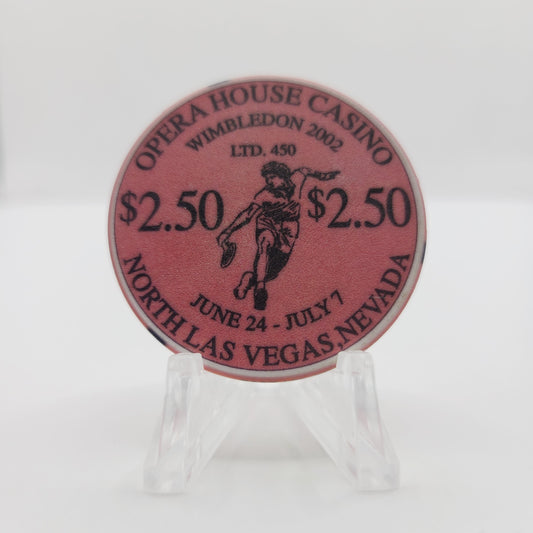 OPERA HOUSE CASINO
WIMBLEDON 2002
LTD. 450
$2.50 $2.50
JUNE 24 - JULY 7
NORTH LAS VEGAS, NEVADA